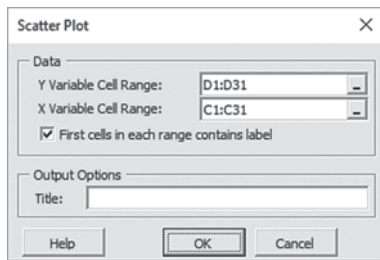 Scatter Plot
Data
Y Variable Cell Range: D1:D31
X Variable Cell Range: C1:C31
First cells in each range contains label
Output Options
Title:
Help OK Cancel